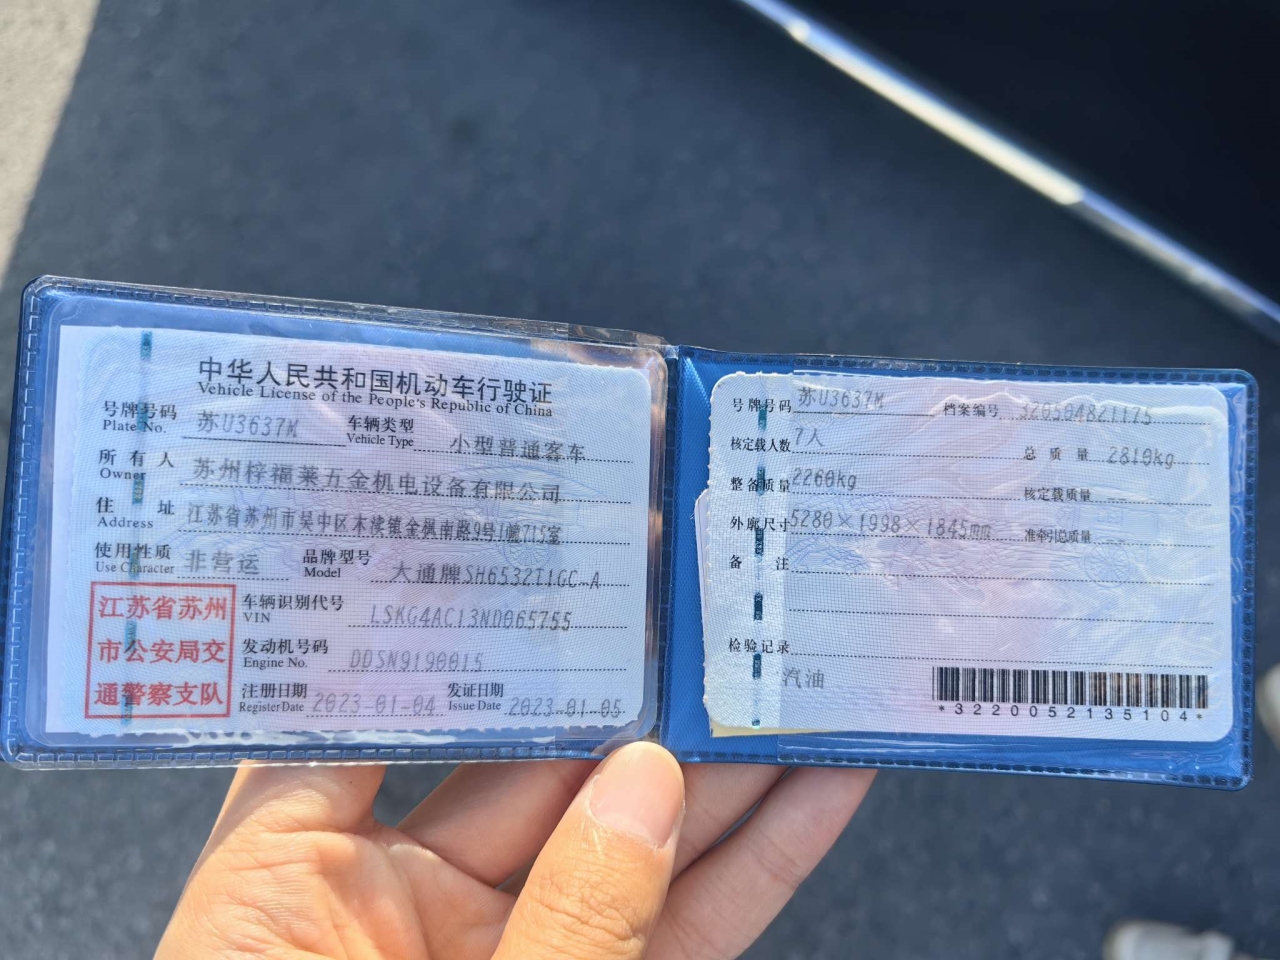 中华人民共和国机动车行驶证
Vehicle License of the People's Republic of China
号牌号码 苏U3637M 车辆类型 小型普通客车
Plate No. Vehicle Type
所有人 苏州梓福莱五金机电设备有限公司
Owner
住址 江苏省苏州市吴中区木渎镇金枫南路9号1幢715室
Address
使用性质 非营运 品牌型号 大通牌SH6532T1GC-A
Use Character Model
江苏省苏州
市公安局交
通警察支队
车辆识别代号 LSKG4AC13ND065755
VIN
发动机号码 DDSN9190015
Engine No.
注册日期 2023-01-04 发证日期 2023-01-05
Register Date Issue Date
号牌号码 苏U3637M 档案编号 320504821175
核定载人数 7人 总质量 2810kg
整备质量 2260kg 核定载质量 --
外廓尺寸 5280×1998×1845mm 准牵引总质量 --
备注
检验记录
汽油
*3220052135104*